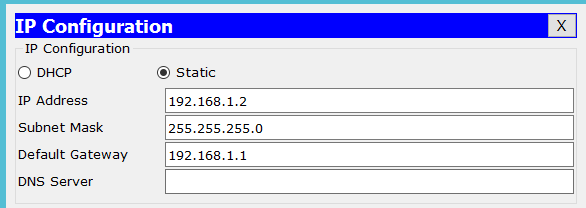 IP Configuration X
IP Configuration
DHCP Static
IP Address 192.168.1.2
Subnet Mask 255.255.255.0
Default Gateway 192.168.1.1
DNS Server